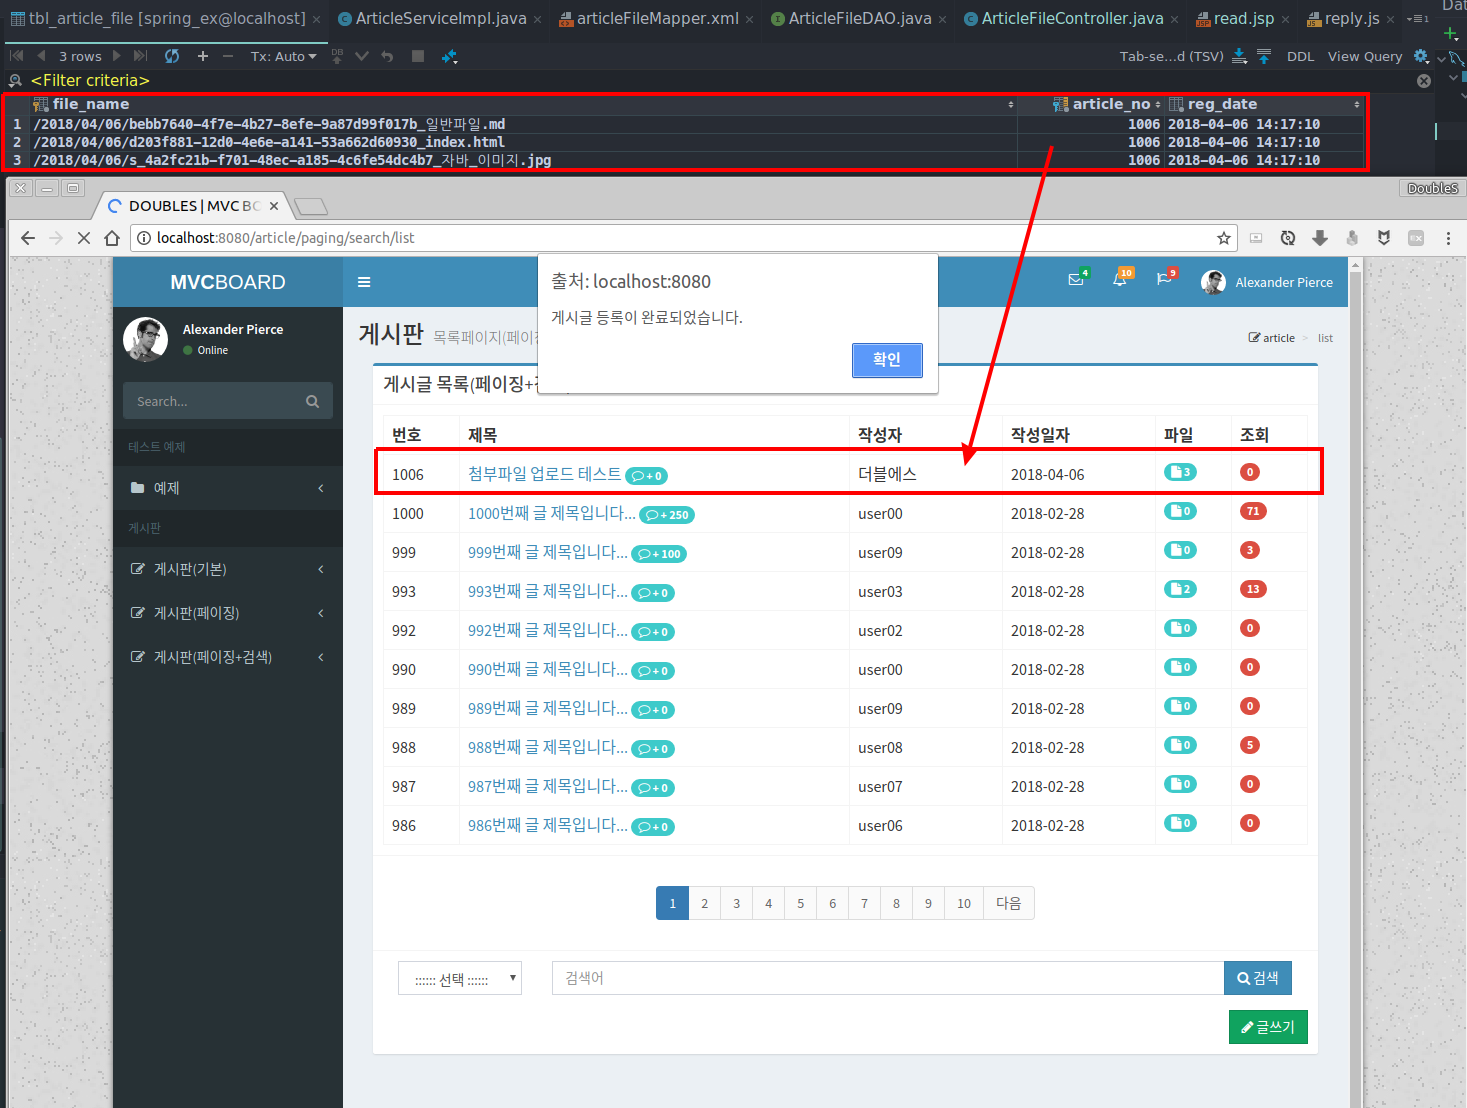 tbl_article_file [spring_ex@localhost] ArticleServiceImpl.java articleFileMapper.xml ArticleFileDAO.java ArticleFileController.java read.jsp reply.js
3 rows Tx: Auto DB Tab-se...d (TSV) DDL View Query
<Filter criteria>
file_name article_no reg_date
1 /2018/04/06/bebb7640-4f7e-4b27-8efe-9a87d99f017b_일반파일.md 1006 2018-04-06 14:17:10
2 /2018/04/06/d203f881-12d0-4e6e-a141-53a662d60930_index.html 1006 2018-04-06 14:17:10
3 /2018/04/06/s_4a2fc21b-f701-48ec-a185-4c6fe54dc4b7_자바_이미지.jpg 1006 2018-04-06 14:17:10
DoubleS
DOUBLES | MVC BO
localhost:8080/article/paging/search/list
MVCBOARD
4 10 9 Alexander Pierce
출처: localhost:8080
게시글 등록이 완료되었습니다.
확인
Alexander Pierce
Online
Search...
테스트 예제
예제
게시판
게시판(기본)
게시판(페이징)
게시판(페이징+검색)
게시판 목록페이지(페이징
article > list
게시글 목록(페이징+
번호 제목 작성자 작성일자 파일 조회
1006 첨부파일 업로드 테스트 + 0 더블에스 2018-04-06 3 0
1000 1000번째 글 제목입니다... + 250 user00 2018-02-28 0 71
999 999번째 글 제목입니다... + 100 user09 2018-02-28 0 3
993 993번째 글 제목입니다... + 0 user03 2018-02-28 2 13
992 992번째 글 제목입니다... + 0 user02 2018-02-28 0 0
990 990번째 글 제목입니다... + 0 user00 2018-02-28 0 0
989 989번째 글 제목입니다... + 0 user09 2018-02-28 0 0
988 988번째 글 제목입니다... + 0 user08 2018-02-28 0 5
987 987번째 글 제목입니다... + 0 user07 2018-02-28 0 0
986 986번째 글 제목입니다... + 0 user06 2018-02-28 0 0
1 2 3 4 5 6 7 8 9 10 다음
:::::: 선택 :::::: 검색어 검색
글쓰기